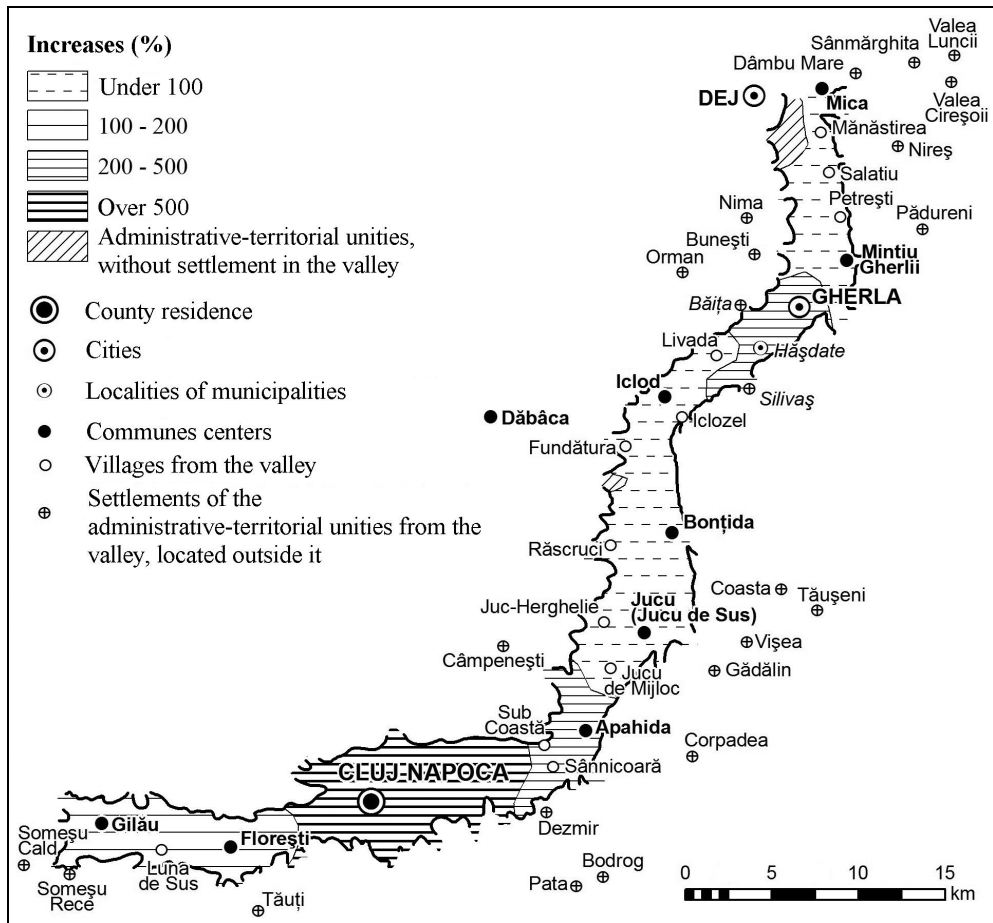 Increases (%)
Under 100
100 - 200
200 - 500
Over 500
Administrative-territorial unities,
without settlement in the valley
County residence
Cities
Localities of municipalities
Communes centers
Villages from the valley
Settlements of the
administrative-territorial unities from the
valley, located outside it
Valea
Luncii
Sânmărghita
Dâmbu Mare
DEJ
Mica
Valea
Cireşoii
Mănăstirea
Nireş
Salatiu
Petreşti
Nima
Pădureni
Buneşti
Orman
Mintiu
Gherlii
Băiţa
GHERLA
Livada
Hăşdate
Iclod
Silivaş
Dăbâca
Iclozel
Fundătura
Bonţida
Răscruci
Coasta
Tăuşeni
Juc-Herghelie
Jucu
(Jucu de Sus)
Vişea
Câmpeneşti
Gădălin
Jucu
de Mijloc
Sub
Coastă
Apahida
Corpadea
Sânnicoară
CLUJ-NAPOCA
Dezmir
Gilău
Someşu
Cald
Floreşti
Luna
de Sus
Someşu
Rece
Tăuţi
Bodrog
Pata
0 5 10 15
km